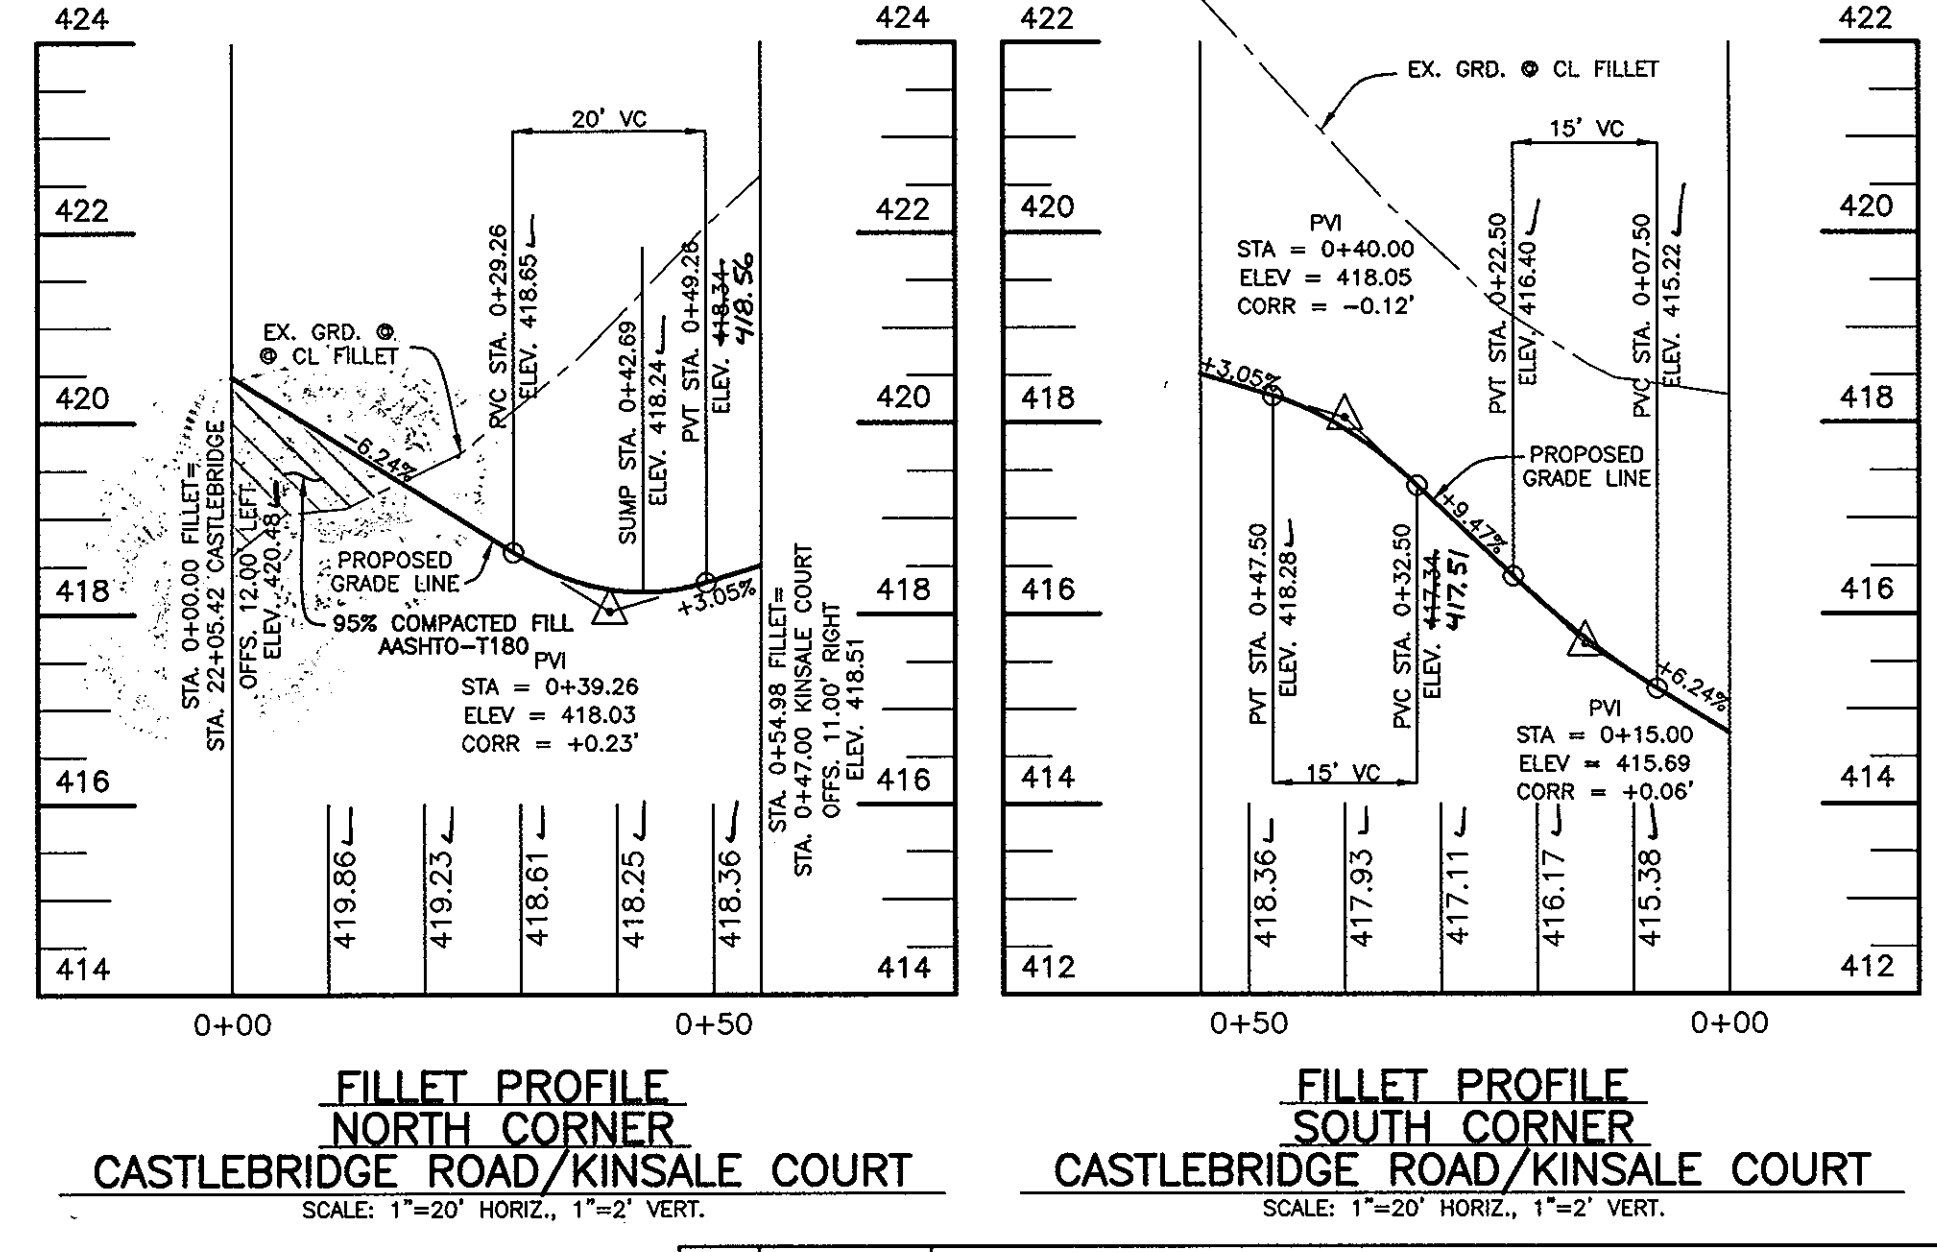 424
422
420
418
416
414
424
422
420
418
416
414
20' VC
PVC STA. 0+29.26
ELEV. 418.65
SUMP STA. 0+42.69
ELEV. 418.24
PVT STA. 0+49.26
ELEV. 418.34
418.56
EX. GRD. @
@ CL FILLET
-6.24%
+3.05%
STA. 0+00.00 FILLET=
STA. 22+05.42 CASTLEBRIDGE
OFFS. 12.00 LEFT
ELEV. 420.48
PROPOSED
GRADE LINE
95% COMPACTED FILL
AASHTO-T180
PVI
STA = 0+39.26
ELEV = 418.03
CORR = +0.23'
STA. 0+54.98 FILLET=
STA. 0+47.00 KINSALE COURT
OFFS. 11.00' RIGHT
ELEV. 418.51
419.86
419.23
418.61
418.25
418.36
0+00
0+50
FILLET PROFILE
NORTH CORNER
CASTLEBRIDGE ROAD/KINSALE COURT
SCALE: 1"=20' HORIZ., 1"=2' VERT.
422
420
418
416
414
412
422
420
418
416
414
412
EX. GRD. @ CL FILLET
15' VC
PVI
STA = 0+40.00
ELEV = 418.05
CORR = -0.12'
PVT STA. 0+22.50
ELEV. 416.40
PVC STA. 0+07.50
ELEV. 415.22
+3.05%
PROPOSED
GRADE LINE
+9.47%
+6.24%
PVT STA. 0+47.50
ELEV. 418.28
PVC STA. 0+32.50
ELEV. 417.34
417.51
15' VC
PVI
STA = 0+15.00
ELEV = 415.69
CORR = +0.06'
418.36
417.93
417.11
416.17
415.38
0+50
0+00
FILLET PROFILE
SOUTH CORNER
CASTLEBRIDGE ROAD/KINSALE COURT
SCALE: 1"=20' HORIZ., 1"=2' VERT.